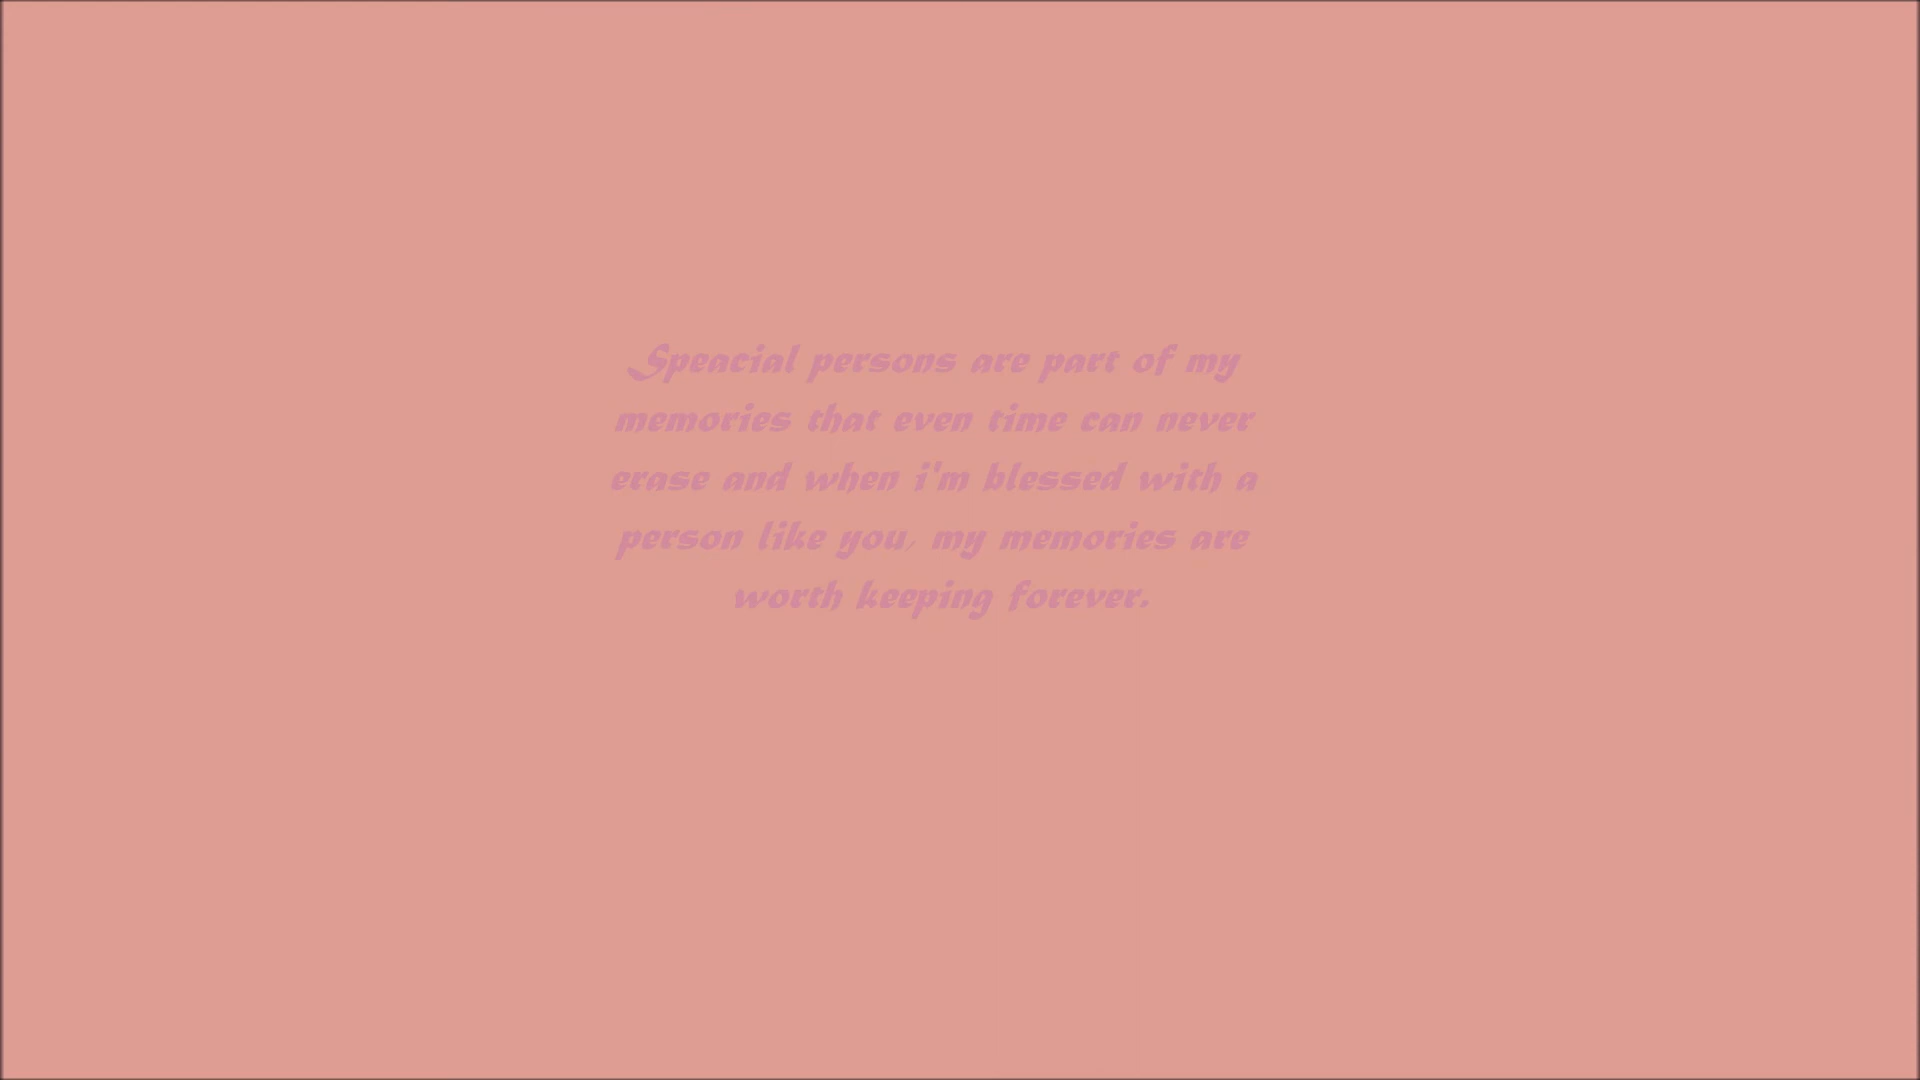 Speacial persons are part of my
memories that even time can never
erase and when i'm blessed with a
person like you, my memories are
worth keeping forever.